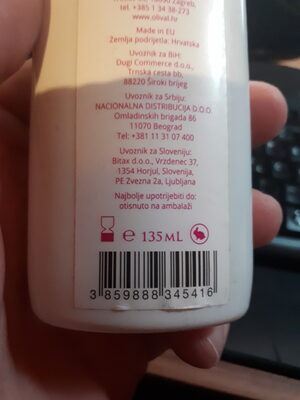 tel. +385 1 34-38-273
www.olival.hr
Made in EU
Zemlja podrijetla: Hrvatska
Uvoznik za BiH:
Dugi Commerce d.o.o.,
Trnska cesta bb,
88220 Široki brijeg
Uvoznik za Srbiju:
NACIONALNA DISTRIBUCIJA D.O.O.
Omladinskih brigada 86
11070 Beograd
Tel: +381 11 31 07 400
Uvoznik za Sloveniju:
Bitax d.o.o., Vrzdenec 37,
1354 Horjul, Slovenija,
PE Zvezna 2a, Ljubljana
Najbolje upotrijebiti do:
otisnuto na ambalaži
e 135ML
3 859888 345416